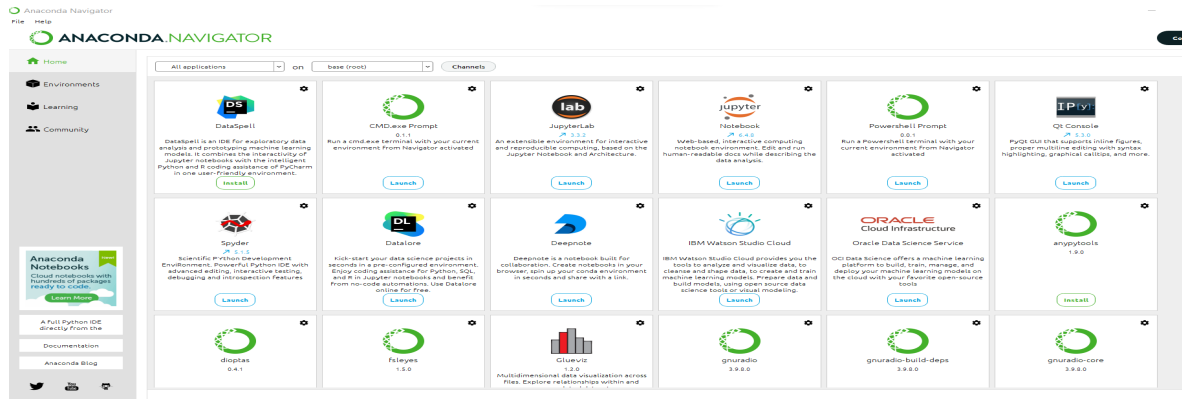 Anaconda Navigator
File Help
ANACONDA.NAVIGATOR
Home
Environments
Learning
Community
Anaconda Notebooks
Cloud notebooks with
hundreds of packages
ready to code.
Learn More
A Full Python IDE
directly from the
Documentation
Anaconda Blog
You
Tube
All applications on base (root) Channels
DS
DataSpell
DataSpell is an IDE for exploratory data
analysis and prototyping machine learning
models. It combines the interactivity of
Jupyter notebooks with the intelligent
Python and R coding assistance of PyCharm
in one user-friendly environment.
Install
CMD.exe Prompt
0.1.1
Run a cmd.exe terminal with your current
environment from Navigator activated
Launch
lab
JupyterLab
An extensible environment for interactive
and reproducible computing, based on the
Jupyter Notebook and Architecture.
Launch
jupyter
Notebook
Web-based, interactive computing
notebook environment. Edit and run
human-readable docs while describing the
data analysis.
Launch
Powershell Prompt
0.0.1
Run a Powershell terminal with your
current environment from Navigator
activated
Launch
IP[y]:
Qt Console
PyQt GUI that supports inline figures,
proper multiline editing with syntax
highlighting, graphical calltips, and more.
Launch
Spyder
5.1.5
Scientific PYthon Development
EnviRonment. Powerful Python IDE with
advanced editing, interactive testing,
debugging and introspection features
Launch
DL
Datalore
Kick-start your data science projects in
seconds in a pre-configured environment.
Enjoy coding assistance for Python, SQL,
and R in Jupyter notebooks and benefit
from no-code automations. Use Datalore
online for free.
Launch
Deepnote
Deepnote is a notebook built for
collaboration. Create notebooks in your
browser, spin up your conda environment
in seconds and share with a link.
Launch
IBM Watson Studio Cloud
IBM Watson Studio Cloud provides you the
tools to analyze and visualize data, to
cleanse and shape data, to create and train
machine learning models. Prepare data and
build models, using open source data
science tools or visual modeling.
Launch
ORACLE
Cloud Infrastructure
Oracle Data Science Service
OCI Data Science offers a machine learning
platform to build, train, manage, and
deploy your machine learning models on
the cloud with your favorite open-source
tools
Launch
anypytools
1.9.0
Install
dioptas
0.4.1
fsleyes
1.5.0
Glueviz
1.2.0
Multidimensional data visualization across
files. Explore relationships within and
gnuradio
3.9.8.0
gnuradio-build-deps
3.9.8.0
gnuradio-core
3.9.8.0